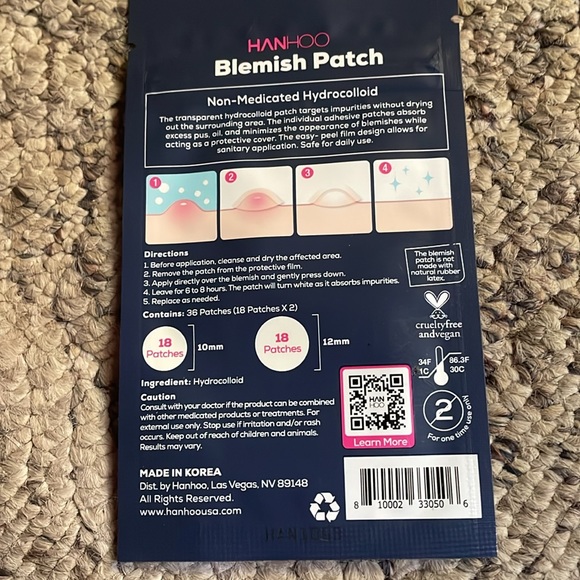 HANHOO
Blemish Patch
Non-Medicated Hydrocolloid
The transparent hydrocolloid patch targets impurities without drying
out the surrounding area. The individual adhesive patches absorb
excess pus, oil, and minimizes the appearance of blemishes while
acting as a protective cover. The easy- peel film design allows for
sanitary application. Safe for daily use.
1
2
3
4
Directions
1. Before application, cleanse and dry the affected area.
2. Remove the patch from the protective film.
3. Apply directly over the blemish and gently press down.
4. Leave for 6 to 8 hours. The patch will turn white as it absorbs impurities.
5. Replace as needed.
The blemish
patch is not
made with
natural rubber
latex.
Contains: 36 Patches (18 Patches X 2)
18
Patches
10mm
18
Patches
12mm
crueltyfree
andvegan
34F
1C
86.3F
30C
Ingredient: Hydrocolloid
Caution
Consult with your doctor if the product can be combined
with other medicated products or treatments. For
external use only. Stop use if irritation and/or rash
occurs. Keep out of reach of children and animals.
Results may vary.
HAN
HOO
Learn More
2
For one time use only
MADE IN KOREA
Dist. by Hanhoo, Las Vegas, NV 89148
All Rights Reserved.
www.hanhoousa.com
8 10002 33050 6